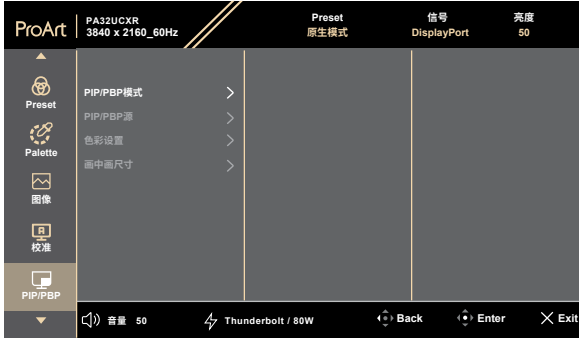 ProArt
PA32UCXR
3840 x 2160_60Hz
Preset
原生模式
信号
DisplayPort
亮度
50
Preset
Palette
图像
校准
PIP/PBP
PIP/PBP模式
PIP/PBP源
色彩设置
画中画尺寸
音量 50
Thunderbolt / 80W
Back
Enter
Exit